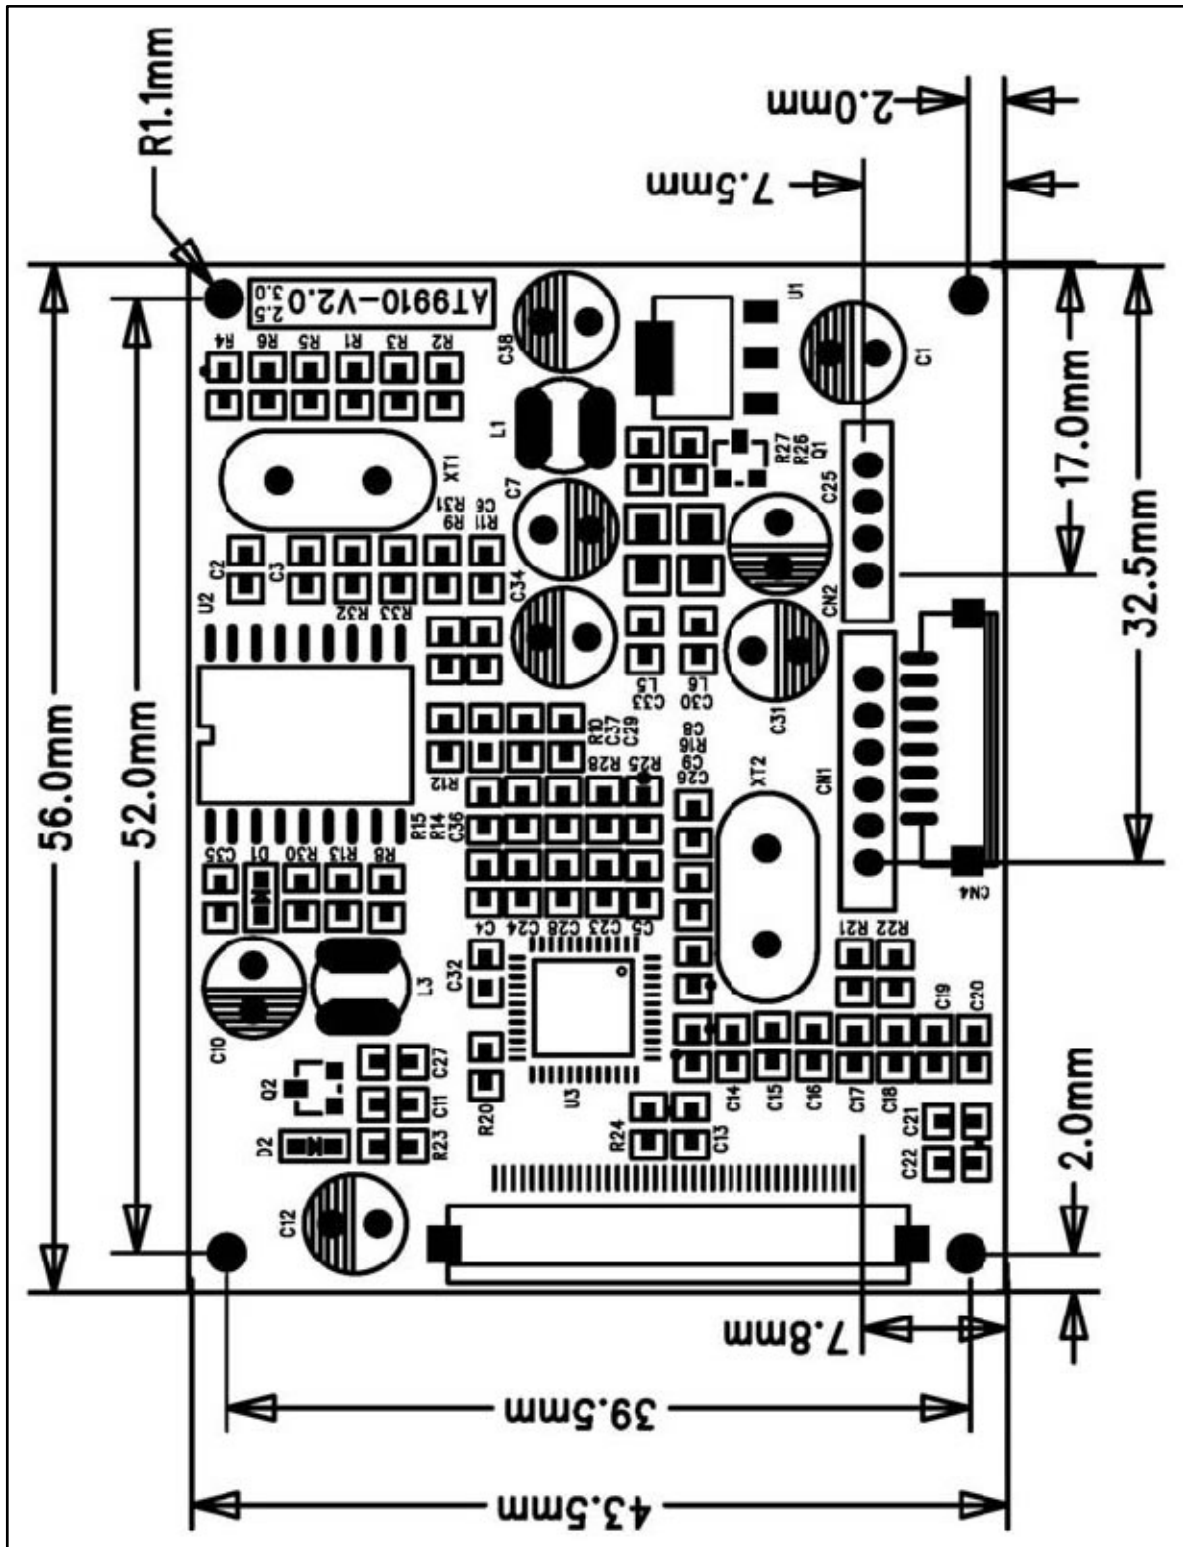 R1.1mm
2.0mm
7.5mm
56.0mm
52.0mm
17.0mm
32.5mm
2.0mm
7.8mm
39.5mm
43.5mm
AT9910-V2.0
2.5
3.0
R4
R6
R5
R1
R3
R2
C38
U1
C1
L1
XT1
C7
R27
R26
Q1
C25
R31
R9
C6
R11
C2
C3
C34
U2
R32
R33
CN2
L5
C33
L6
C30
C31
R10
C37
C29
R12
R28
R25
C8
R16
C9
C26
XT2
CN1
R15
R14
C36
C35
D1
R30
R13
R8
CN4
C4
C24
C28
C23
C5
R21
R22
C32
L3
C10
C19
C20
Q2
C27
C11
R20
U3
C14
C15
C16
C17
C18
D2
R23
R24
C13
C21
C22
C12